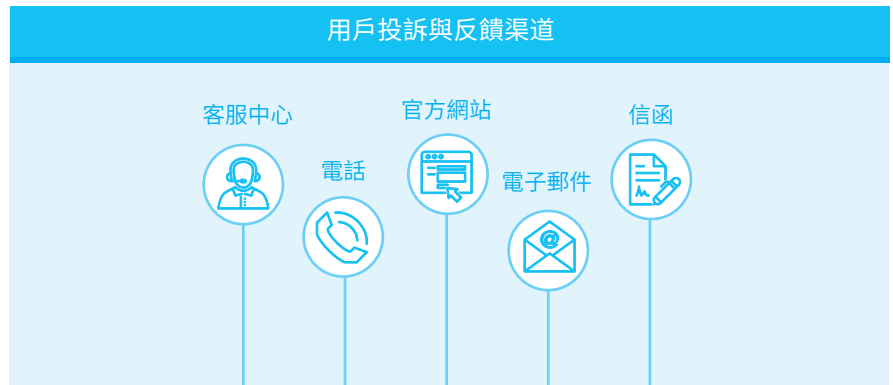 用戶投訴與反饋渠道
客服中心
電話
官方網站
電子郵件
信函
@